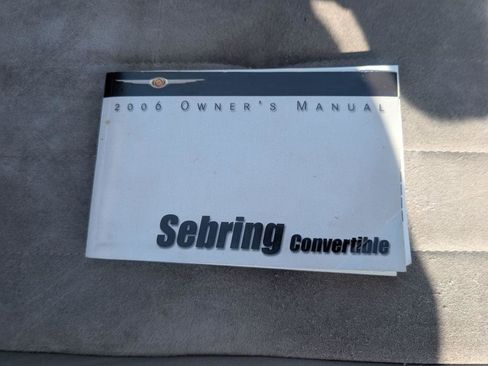 2006 OWNER'S MANUAL
Sebring Convertible